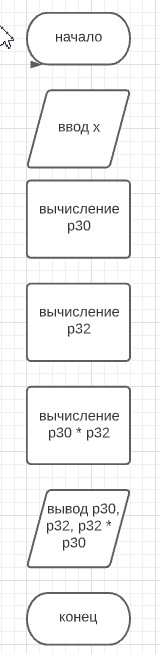 начало
ввод x
вычисление
p30
вычисление
p32
вычисление
p30 * p32
вывод p30,
p32, p32 *
p30
конец